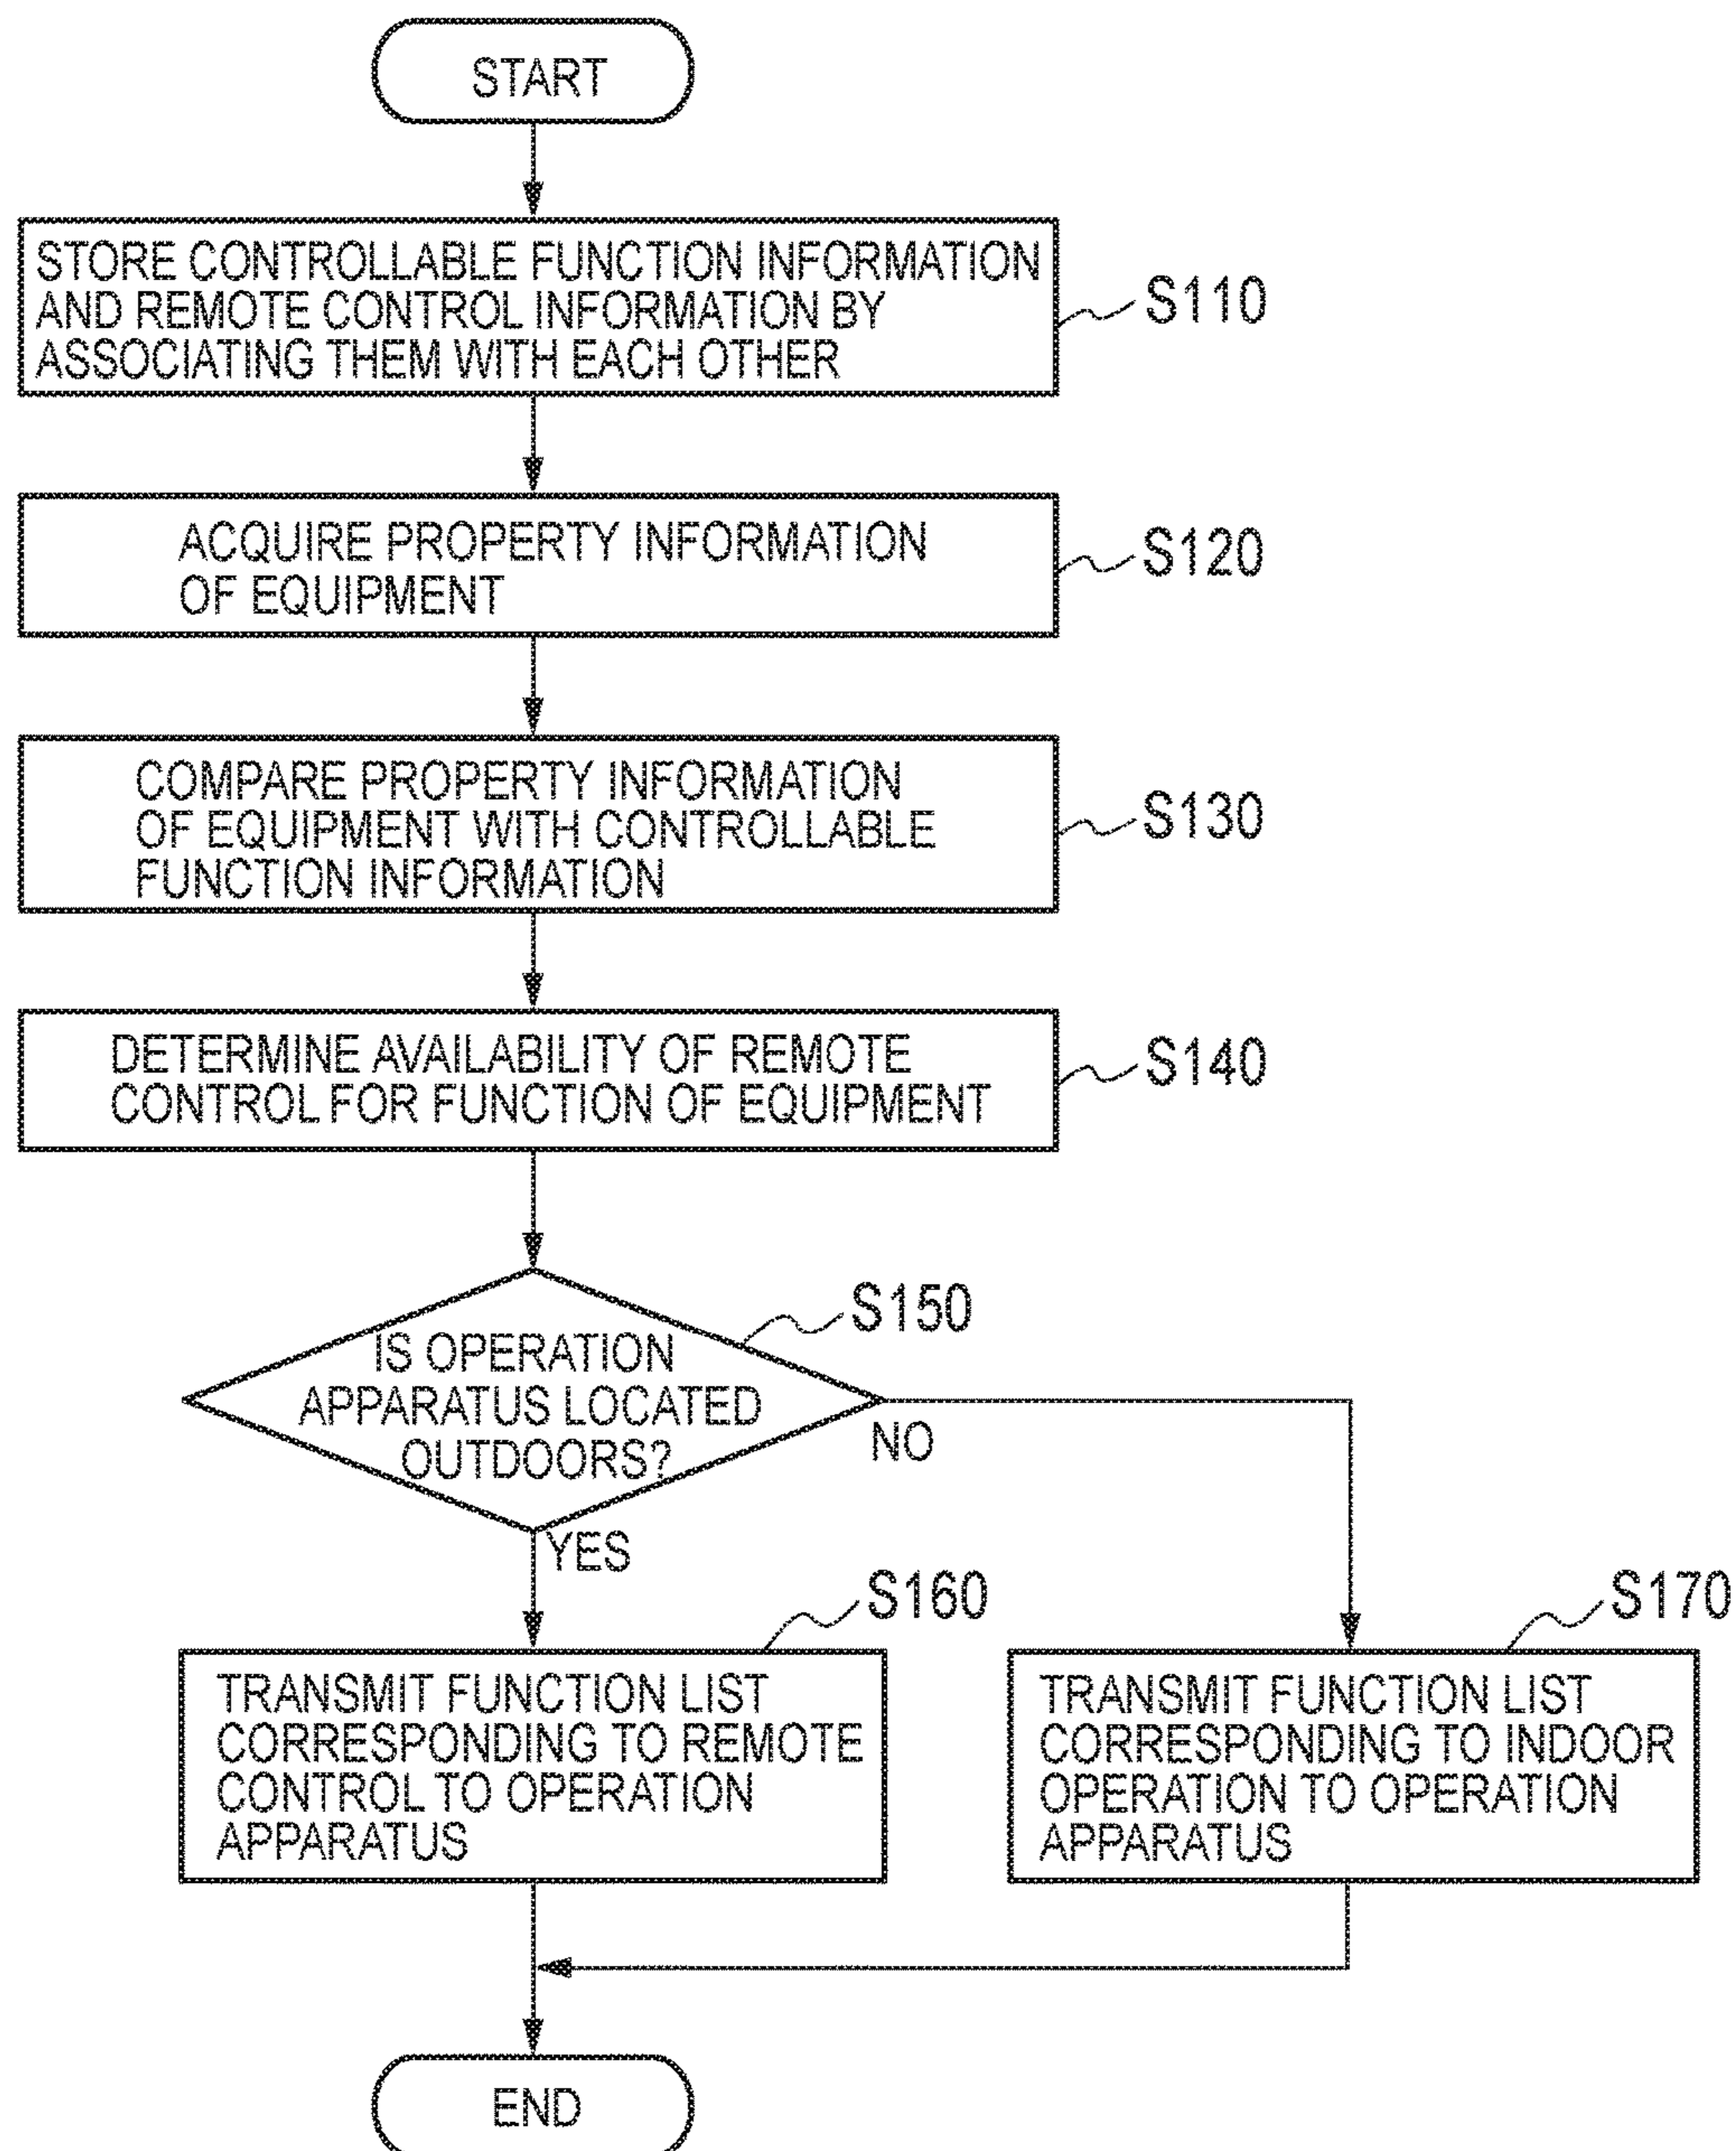 START
STORE CONTROLLABLE FUNCTION INFORMATION
AND REMOTE CONTROL INFORMATION BY
ASSOCIATING THEM WITH EACH OTHER
S110
ACQUIRE PROPERTY INFORMATION
OF EQUIPMENT
S120
COMPARE PROPERTY INFORMATION
OF EQUIPMENT WITH CONTROLLABLE
FUNCTION INFORMATION
S130
DETERMINE AVAILABILITY OF REMOTE
CONTROL FOR FUNCTION OF EQUIPMENT
S140
IS OPERATION
APPARATUS LOCATED
OUTDOORS?
S150
NO
YES
S160
TRANSMIT FUNCTION LIST
CORRESPONDING TO REMOTE
CONTROL TO OPERATION
APPARATUS
S170
TRANSMIT FUNCTION LIST
CORRESPONDING TO INDOOR
OPERATION TO OPERATION
APPARATUS
END